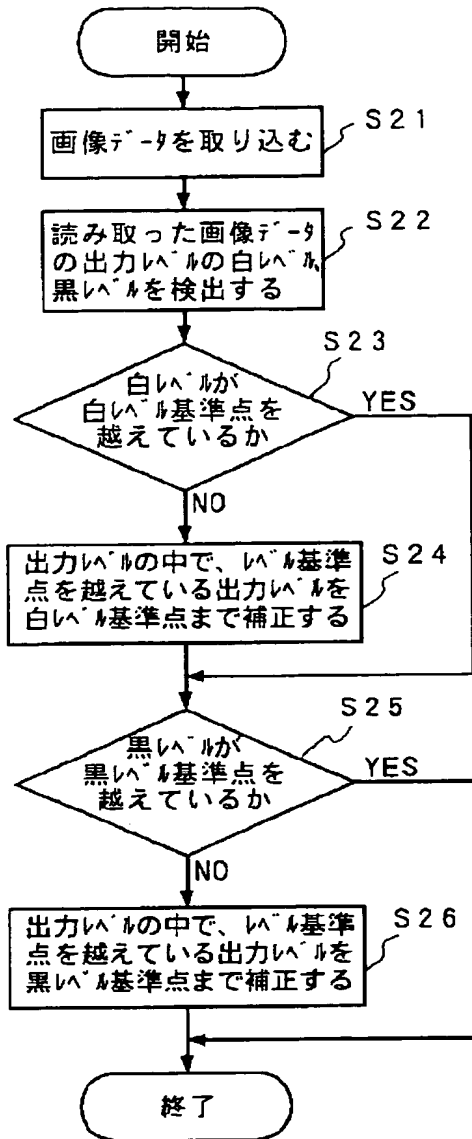 開始
S21
画像ﾃﾞｰﾀを取り込む
S22
読み取った画像ﾃﾞｰﾀ
の出力ﾚﾍﾞﾙの白ﾚﾍﾞﾙ、
黒ﾚﾍﾞﾙを検出する
S23
白ﾚﾍﾞﾙが
白ﾚﾍﾞﾙ基準点を
越えているか
YES
NO
出力ﾚﾍﾞﾙの中で、ﾚﾍﾞﾙ基準
点を越えている出力ﾚﾍﾞﾙを
白ﾚﾍﾞﾙ基準点まで補正する
S24
S25
黒ﾚﾍﾞﾙが
黒ﾚﾍﾞﾙ基準点を
越えているか
YES
NO
出力ﾚﾍﾞﾙの中で、ﾚﾍﾞﾙ基準
点を越えている出力ﾚﾍﾞﾙを
黒ﾚﾍﾞﾙ基準点まで補正する
S26
終了